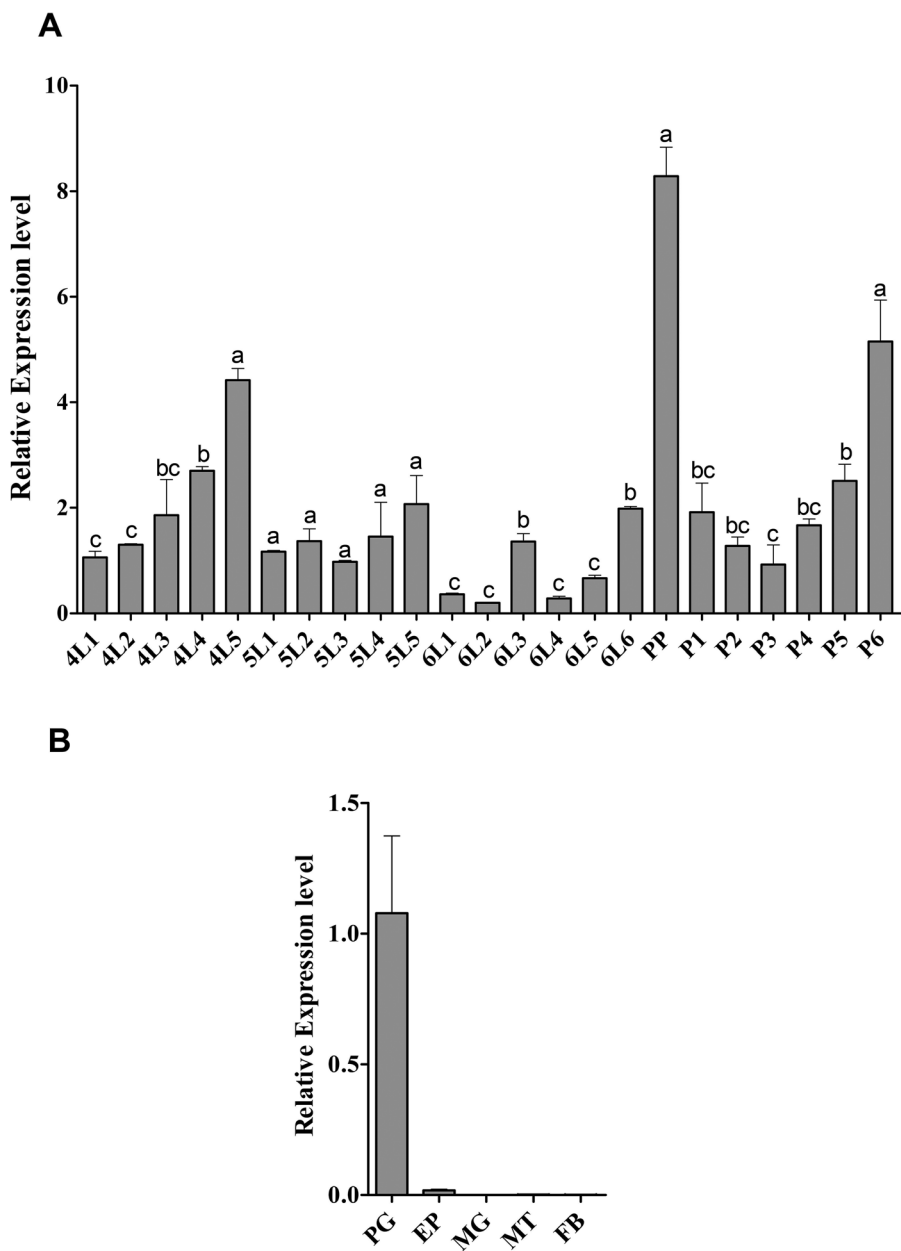 A
Relative Expression level
10
8
6
4
2
0
c c bc b a a a a a a c c b c c b a bc bc c bc b a
4L1 4L2 4L3 4L4 4L5 5L1 5L2 5L3 5L4 5L5 6L1 6L2 6L3 6L4 6L5 6L6 PP P1 P2 P3 P4 P5 P6
B
Relative Expression level
1.5
1.0
0.5
0.0
PG EP MG MT FB